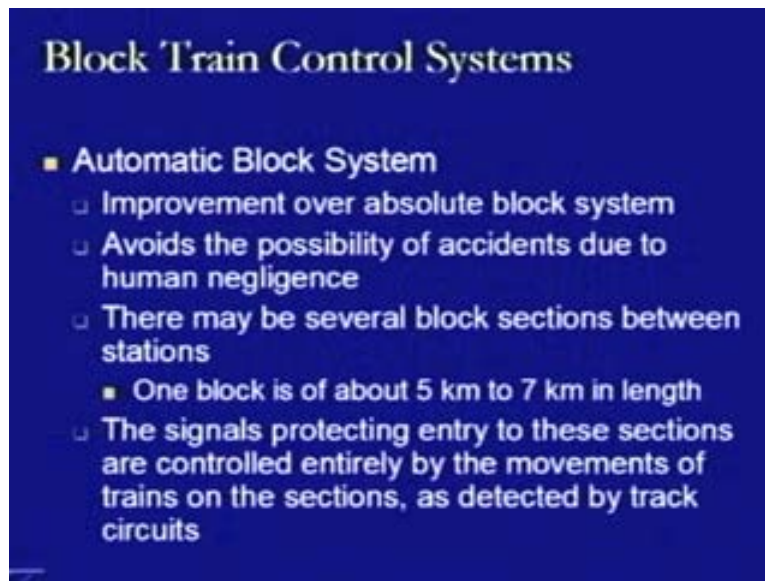 Block Train Control Systems
Automatic Block System
Improvement over absolute block system
Avoids the possibility of accidents due to
human negligence
There may be several block sections between
stations
One block is of about 5 km to 7 km in length
The signals protecting entry to these sections
are controlled entirely by the movements of
trains on the sections, as detected by track
circuits